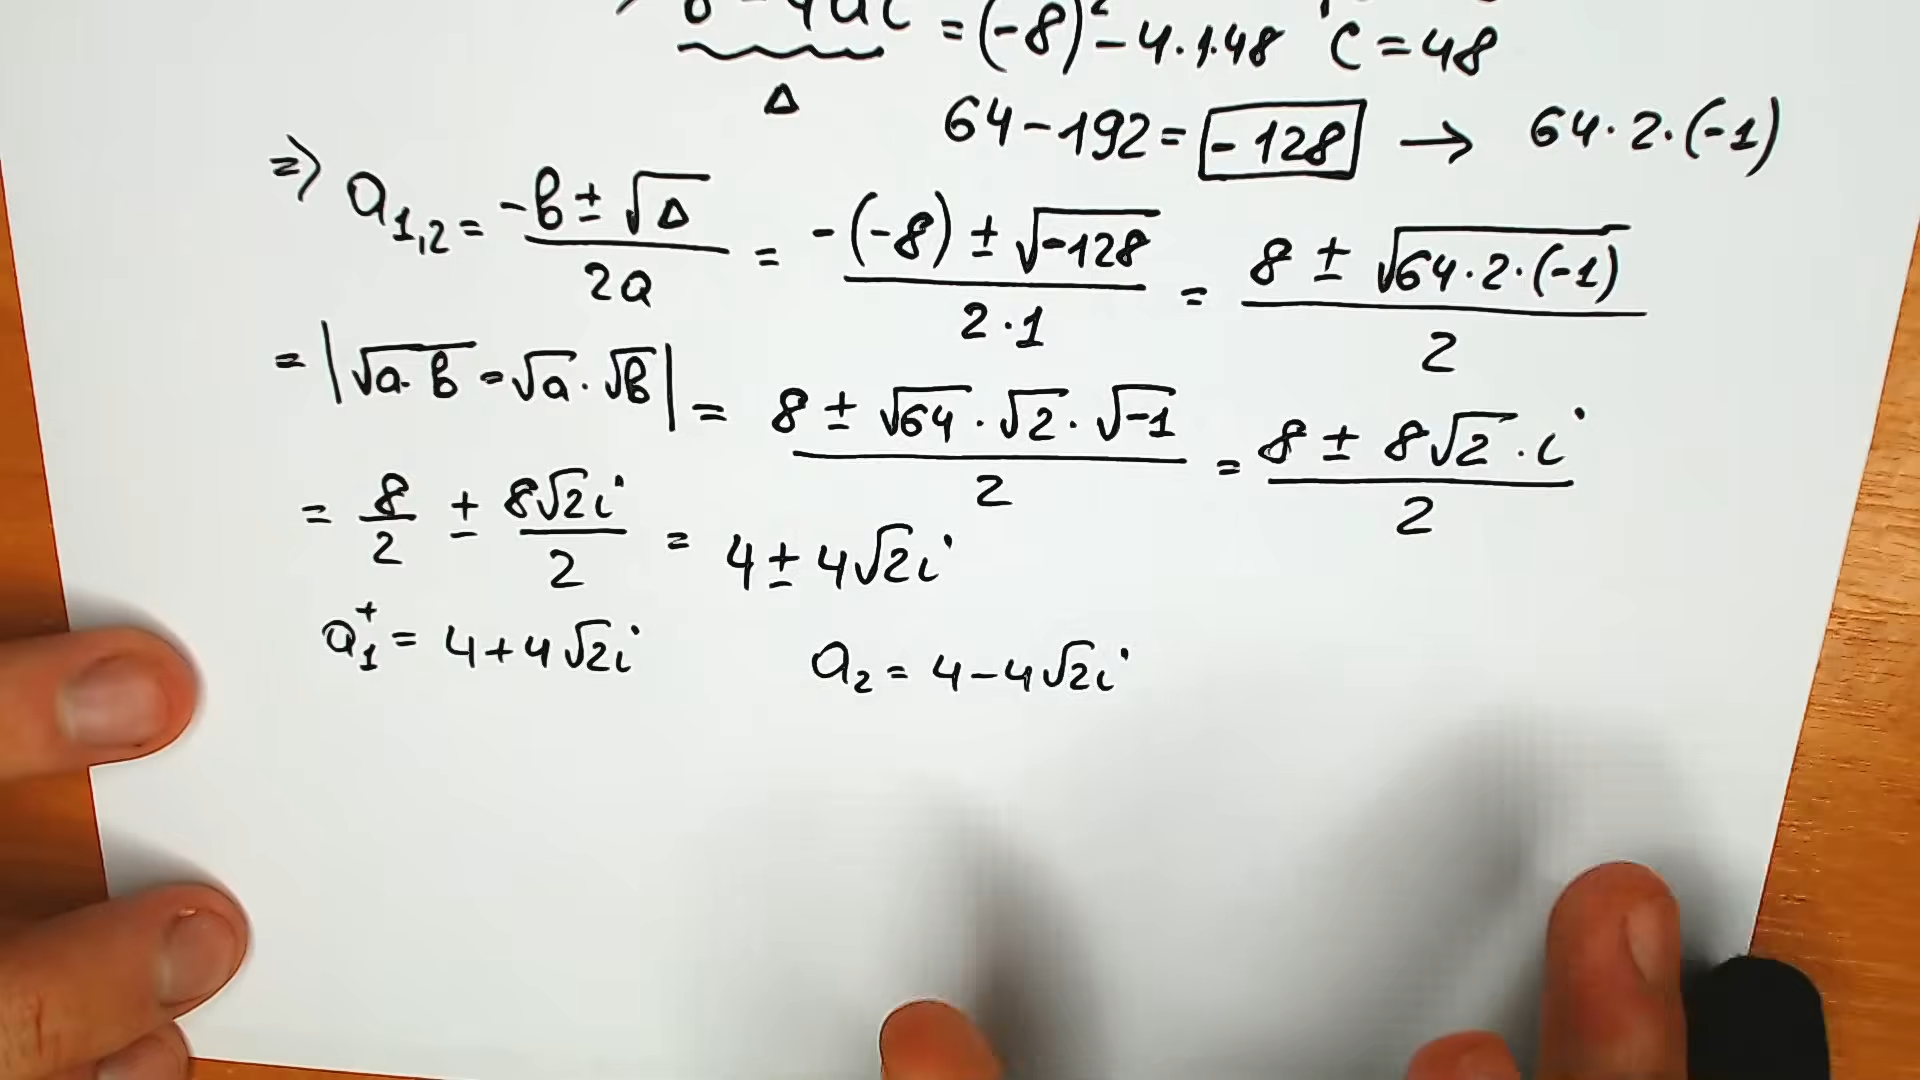 b² - 4ac = (-8)² - 4·1·48 c = 48
Δ
64 - 192 = -128 → 64·2·(-1)
⇒ a₁,₂ = (-b ± √Δ)/(2a) = (-(-8) ± √-128)/(2·1) = (8 ± √(64·2·(-1)))/2
= |√(a·b) = √a · √b| = (8 ± √64 · √2 · √-1)/2 = (8 ± 8√2 · i)/2
= 8/2 ± 8√2i/2 = 4 ± 4√2i
a₁⁺ = 4 + 4√2i a₂ = 4 - 4√2i